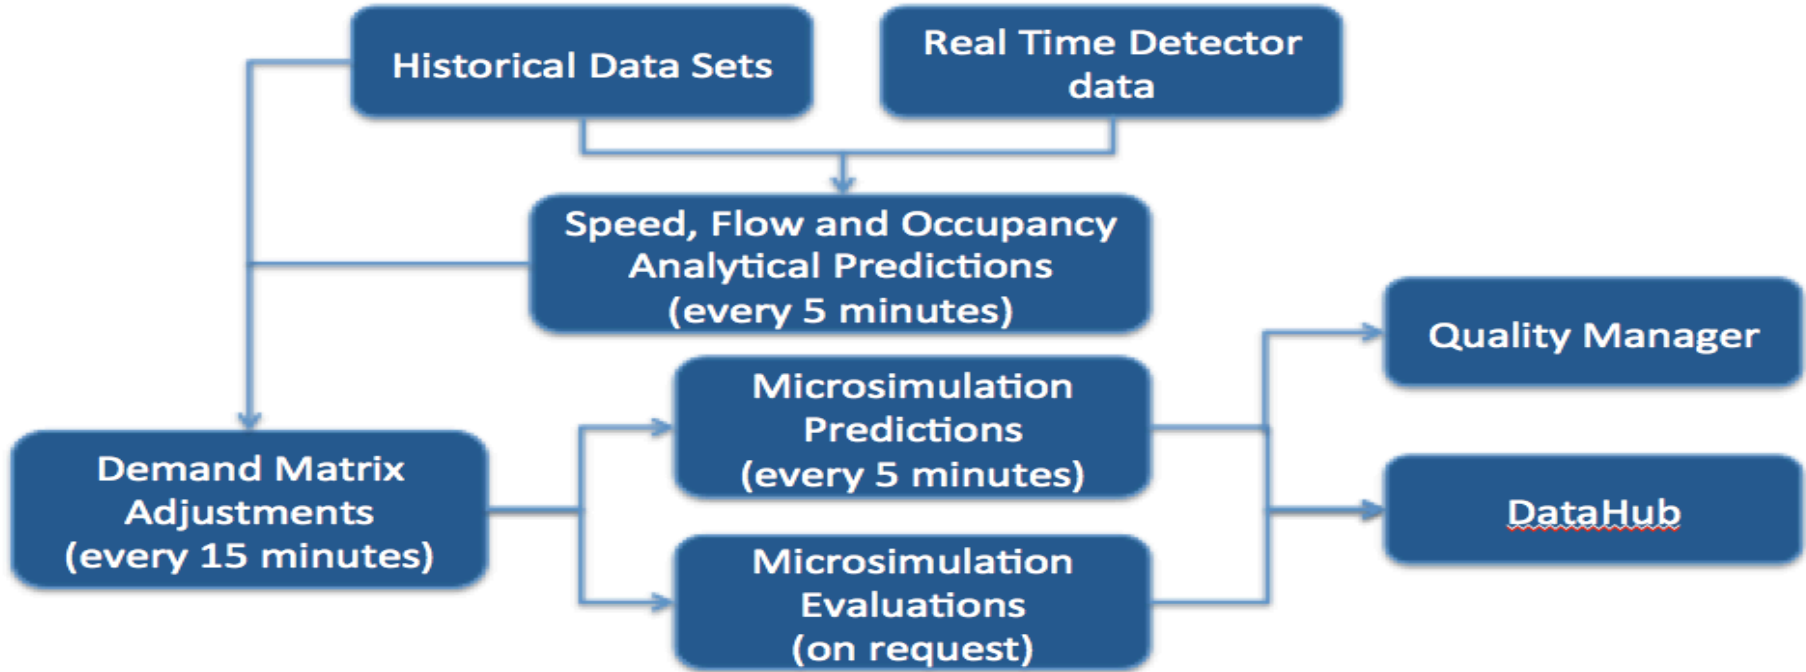 Historical Data Sets
Real Time Detector
data
Speed, Flow and Occupancy
Analytical Predictions
(every 5 minutes)
Quality Manager
Microsimulation
Predictions
(every 5 minutes)
Demand Matrix
Adjustments
(every 15 minutes)
DataHub
Microsimulation
Evaluations
(on request)